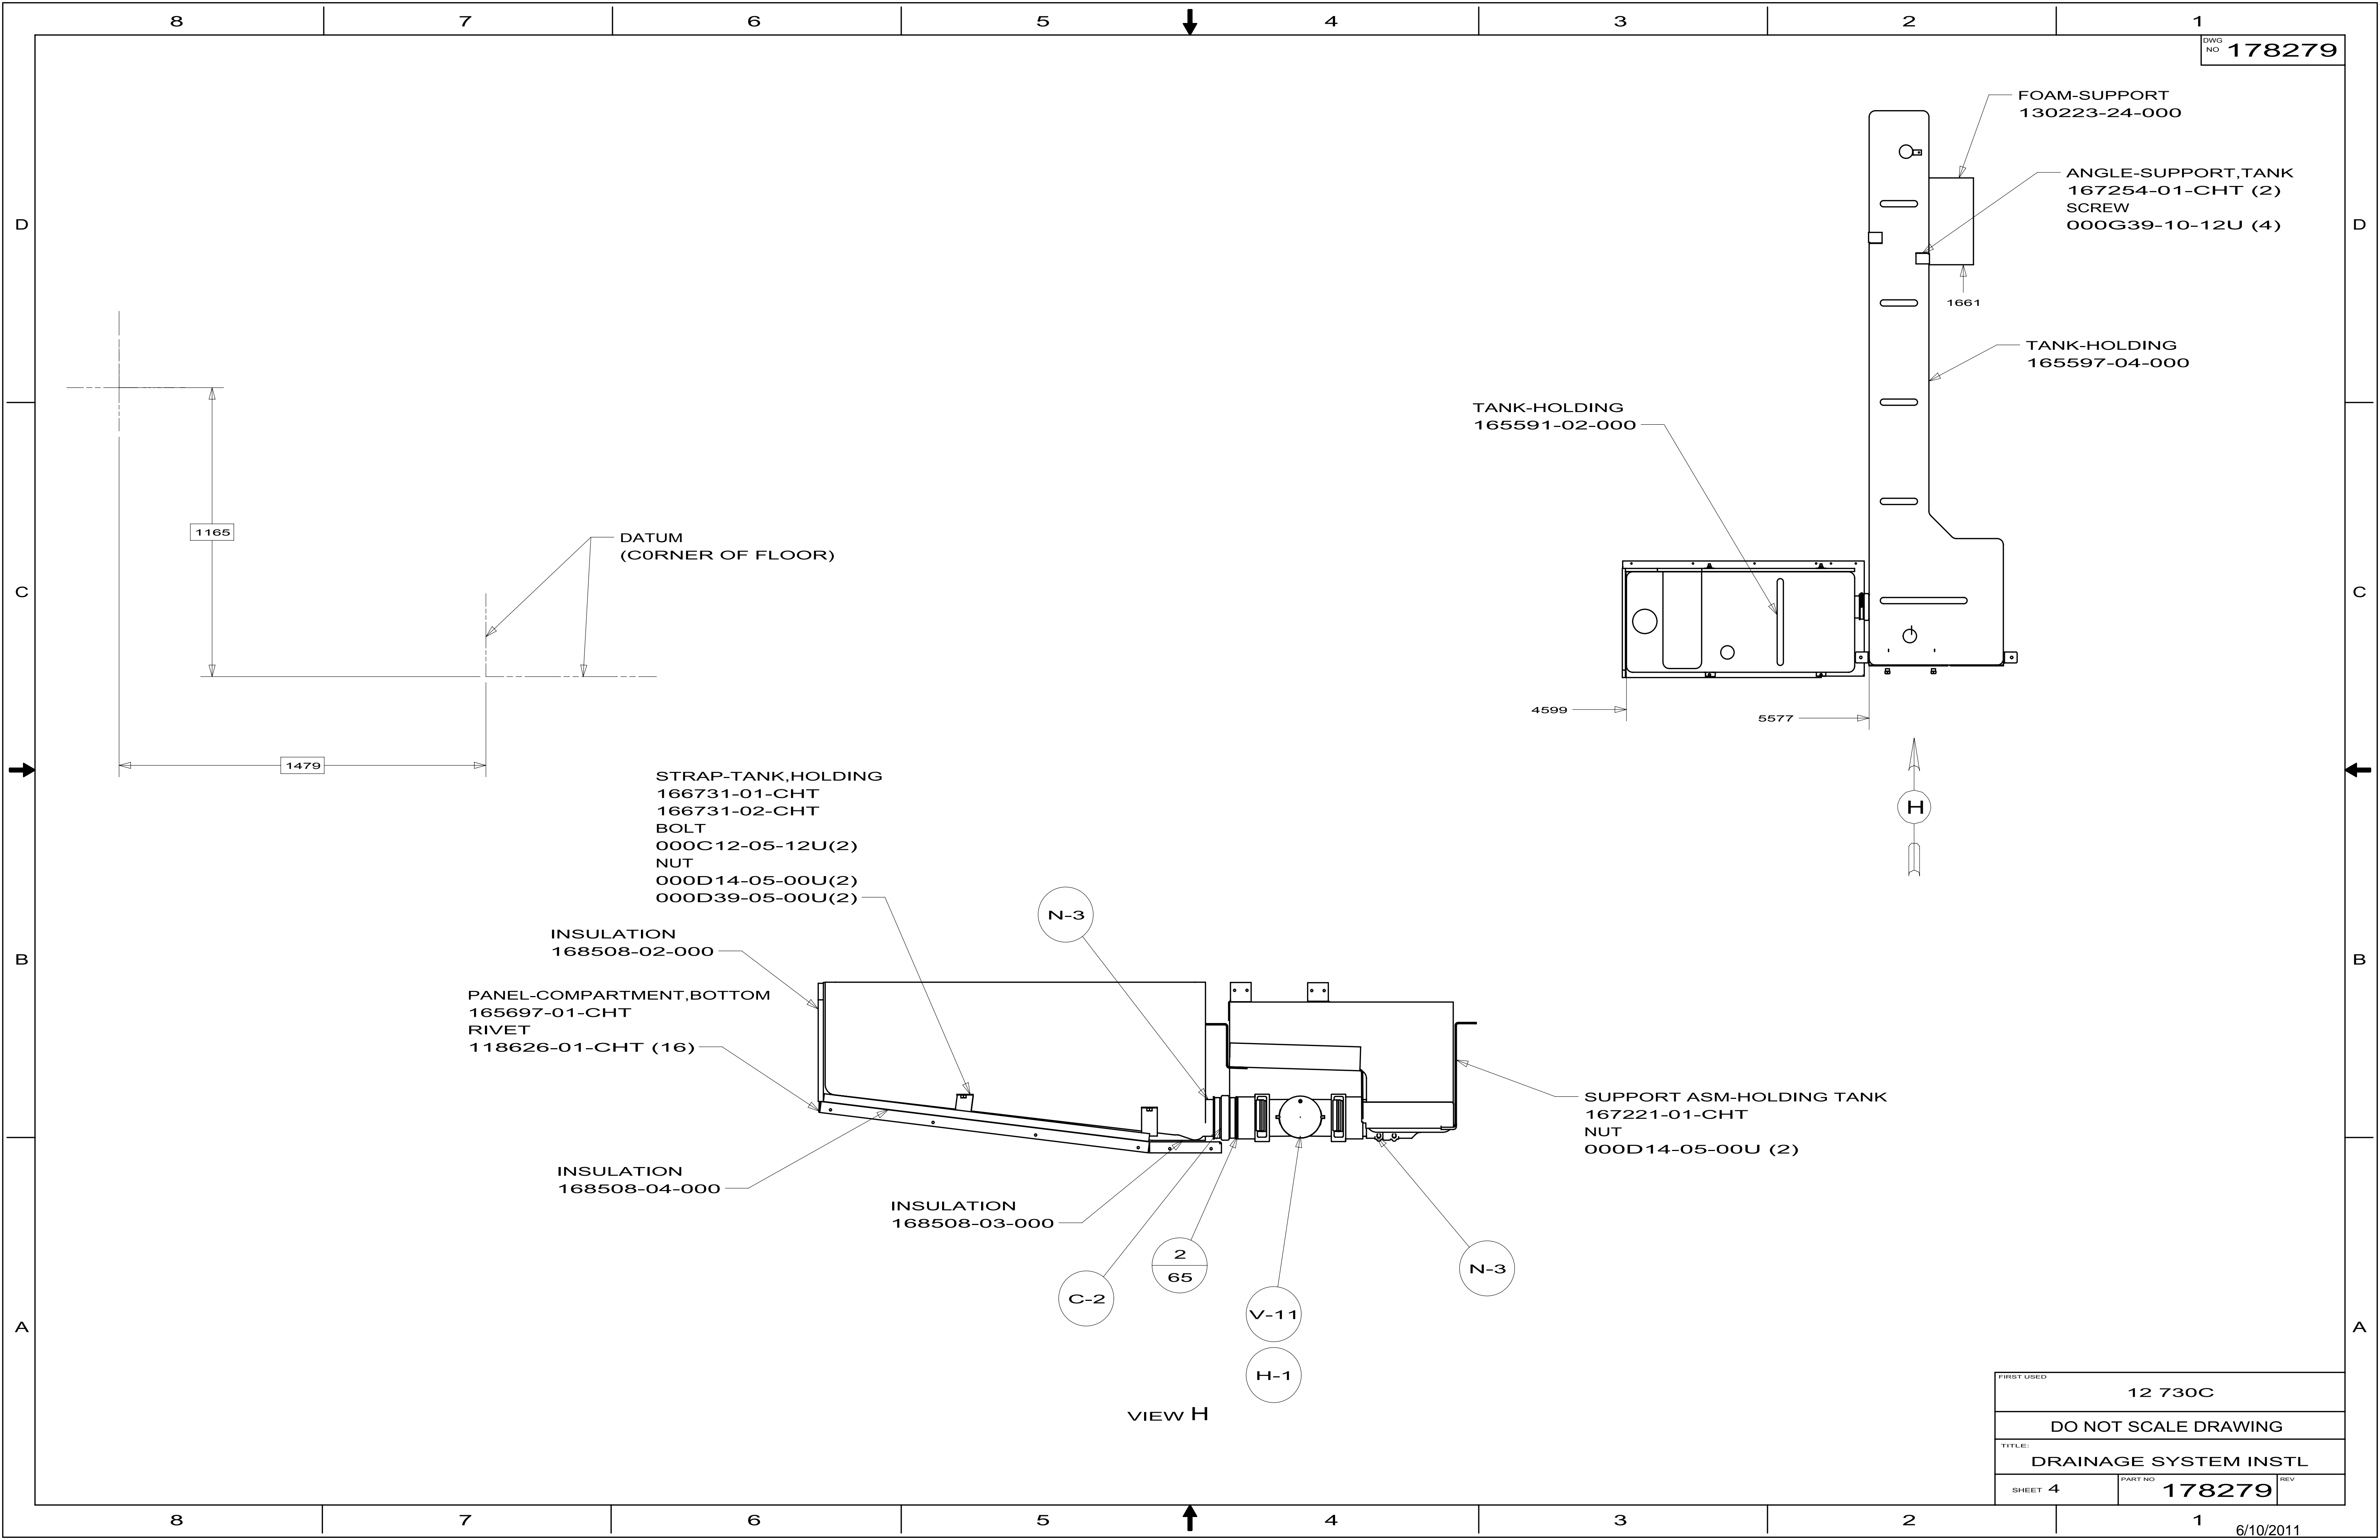 8 7 6 5 4 3 2 1
DWG NO 178279
FOAM-SUPPORT
130223-24-000
ANGLE-SUPPORT,TANK
167254-01-CHT (2)
SCREW
000G39-10-12U (4)
D D
1661
TANK-HOLDING
165597-04-000
TANK-HOLDING
165591-02-000
1165
DATUM
(C0RNER OF FLOOR)
C C
4599
5577
1479
H
STRAP-TANK,HOLDING
166731-01-CHT
166731-02-CHT
BOLT
000C12-05-12U(2)
NUT
000D14-05-00U(2)
000D39-05-00U(2)
N-3
INSULATION
168508-02-000
B B
PANEL-COMPARTMENT,BOTTOM
165697-01-CHT
RIVET
118626-01-CHT (16)
SUPPORT ASM-HOLDING TANK
167221-01-CHT
NUT
000D14-05-00U (2)
INSULATION
168508-04-000
INSULATION
168508-03-000
2
65
N-3
C-2
V-11
A A
H-1
VIEW H
FIRST USED
12 730C
DO NOT SCALE DRAWING
TITLE:
DRAINAGE SYSTEM INSTL
SHEET 4
PART NO 178279
REV
8 7 6 5 4 3 2 1
6/10/2011